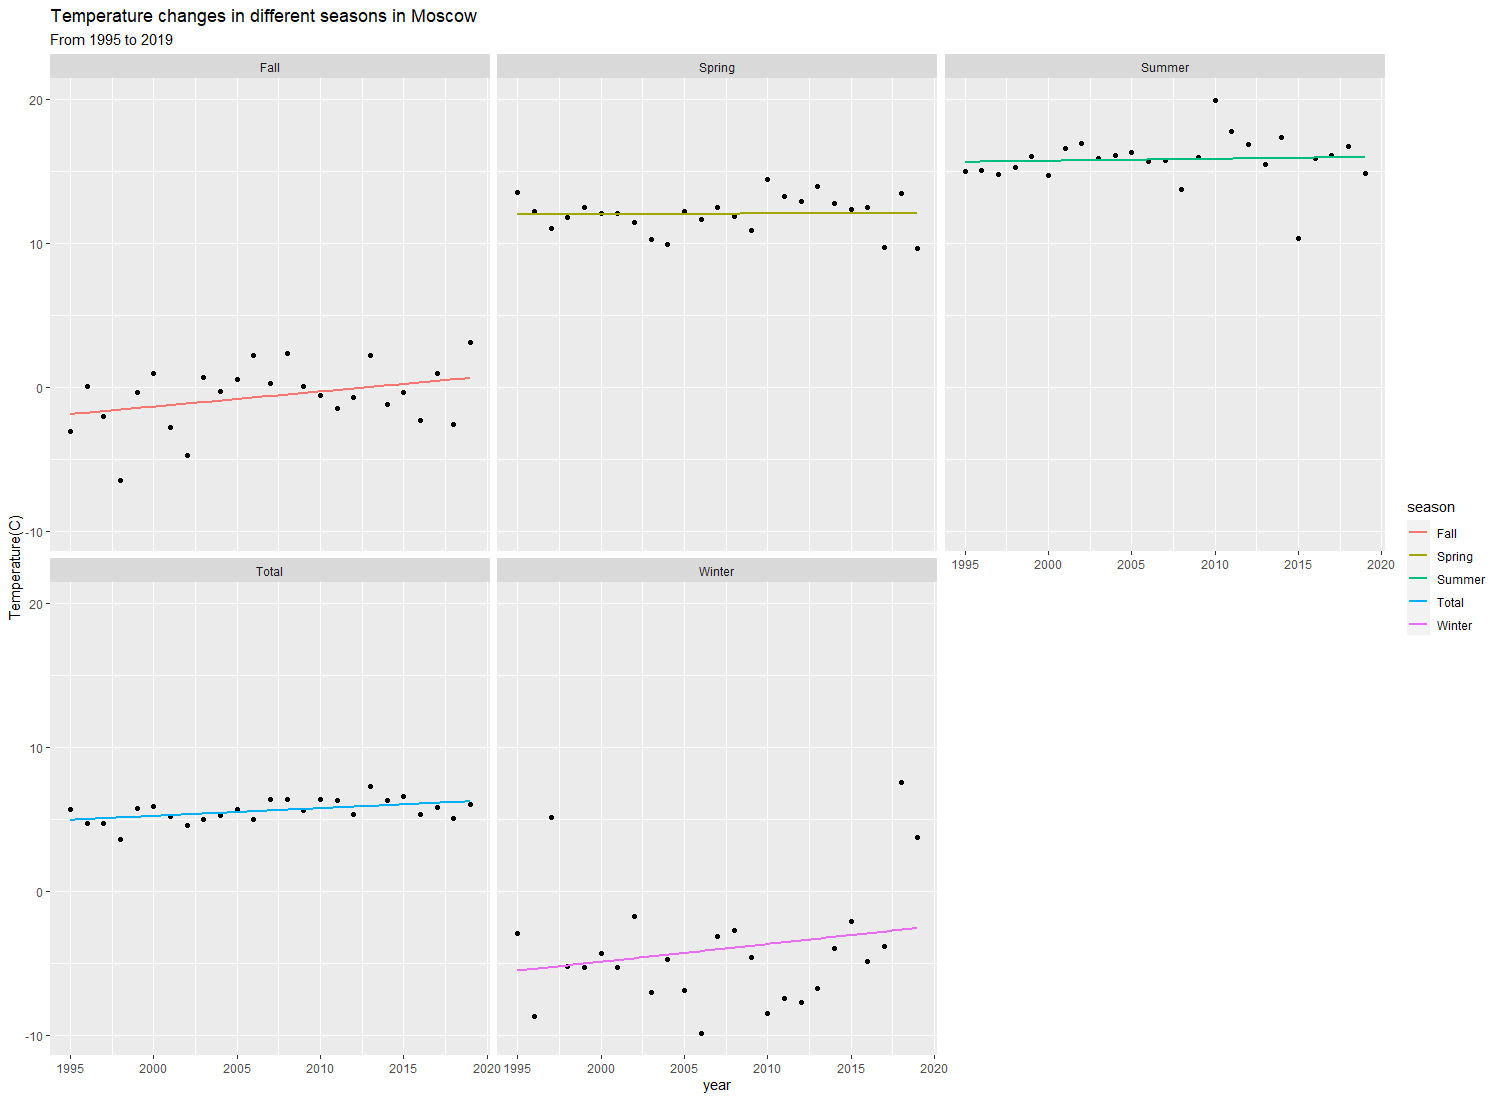 Temperature changes in different seasons in Moscow
From 1995 to 2019
Fall
Spring
Summer
20
10
0
-10
1995 2000 2005 2010 2015 2020
Temperature(C)
season
Fall
Spring
Summer
Total
Winter
Total
Winter
20
10
0
-10
1995 2000 2005 2010 2015 2020
1995 2000 2005 2010 2015 2020
year